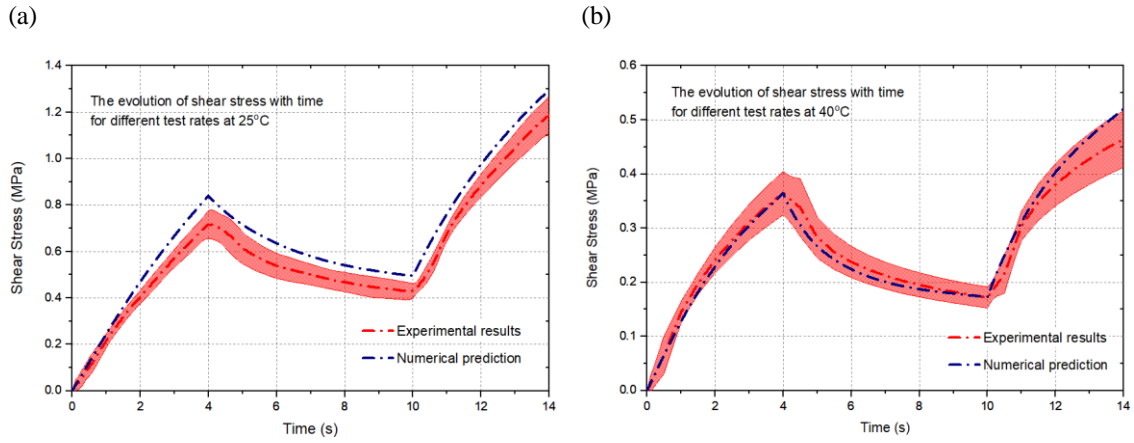 (a)
(b)
The evolution of shear stress with time
for different test rates at 25°C
Shear Stress (MPa)
1.4
1.2
1.0
0.8
0.6
0.4
0.2
0.0
Experimental results
Numerical prediction
0 2 4 6 8 10 12 14
Time (s)
The evolution of shear stress with time
for different test rates at 40°C
Shear Stress (MPa)
0.6
0.5
0.4
0.3
0.2
0.1
0.0
Experimental results
Numerical prediction
0 2 4 6 8 10 12 14
Time (s)